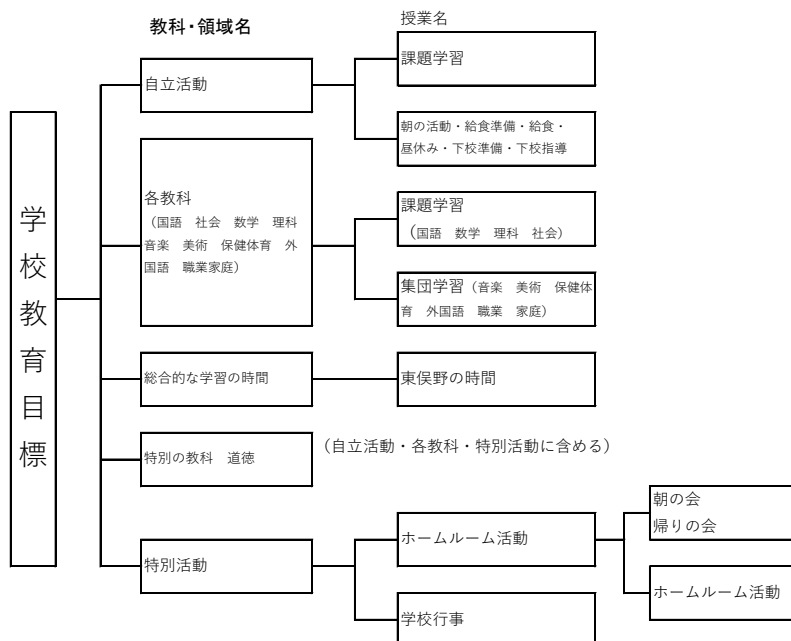 教科・領域名
授業名
学校教育目標
自立活動
課題学習
朝の活動・給食準備・給食・
昼休み・下校準備・下校指導
各教科
（国語　社会　数学　理科
音楽　美術　保健体育　外
国語　職業家庭）
課題学習
（国語　数学　理科　社会）
集団学習（音楽　美術　保健体
育　外国語　職業　家庭）
総合的な学習の時間
東俣野の時間
特別の教科　道徳
（自立活動・各教科・特別活動に含める）
特別活動
ホームルーム活動
朝の会
帰りの会
ホームルーム活動
学校行事